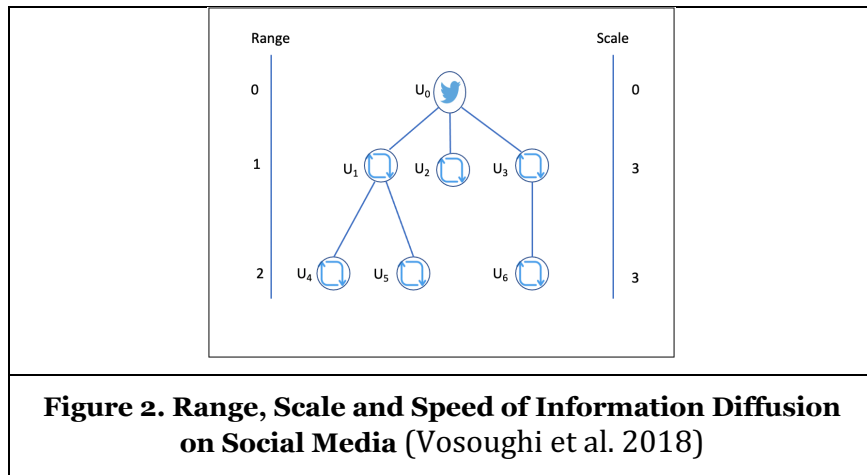 Range Scale
0 U0 0
1 U1 U2 U3 3
2 U4 U5 U6 3
Figure 2. Range, Scale and Speed of Information Diffusion
on Social Media (Vosoughi et al. 2018)